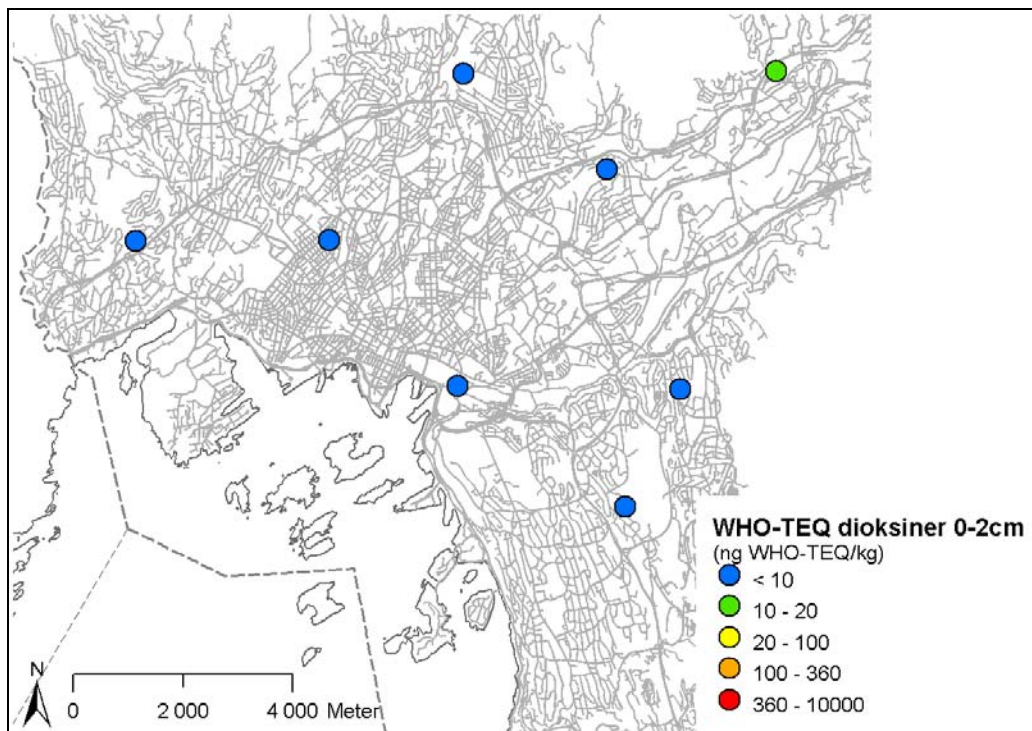 WHO-TEQ dioksiner 0-2cm
(ng WHO-TEQ/kg)
< 10
10 - 20
20 - 100
100 - 360
360 - 10000
N
0 2 000 4 000 Meter